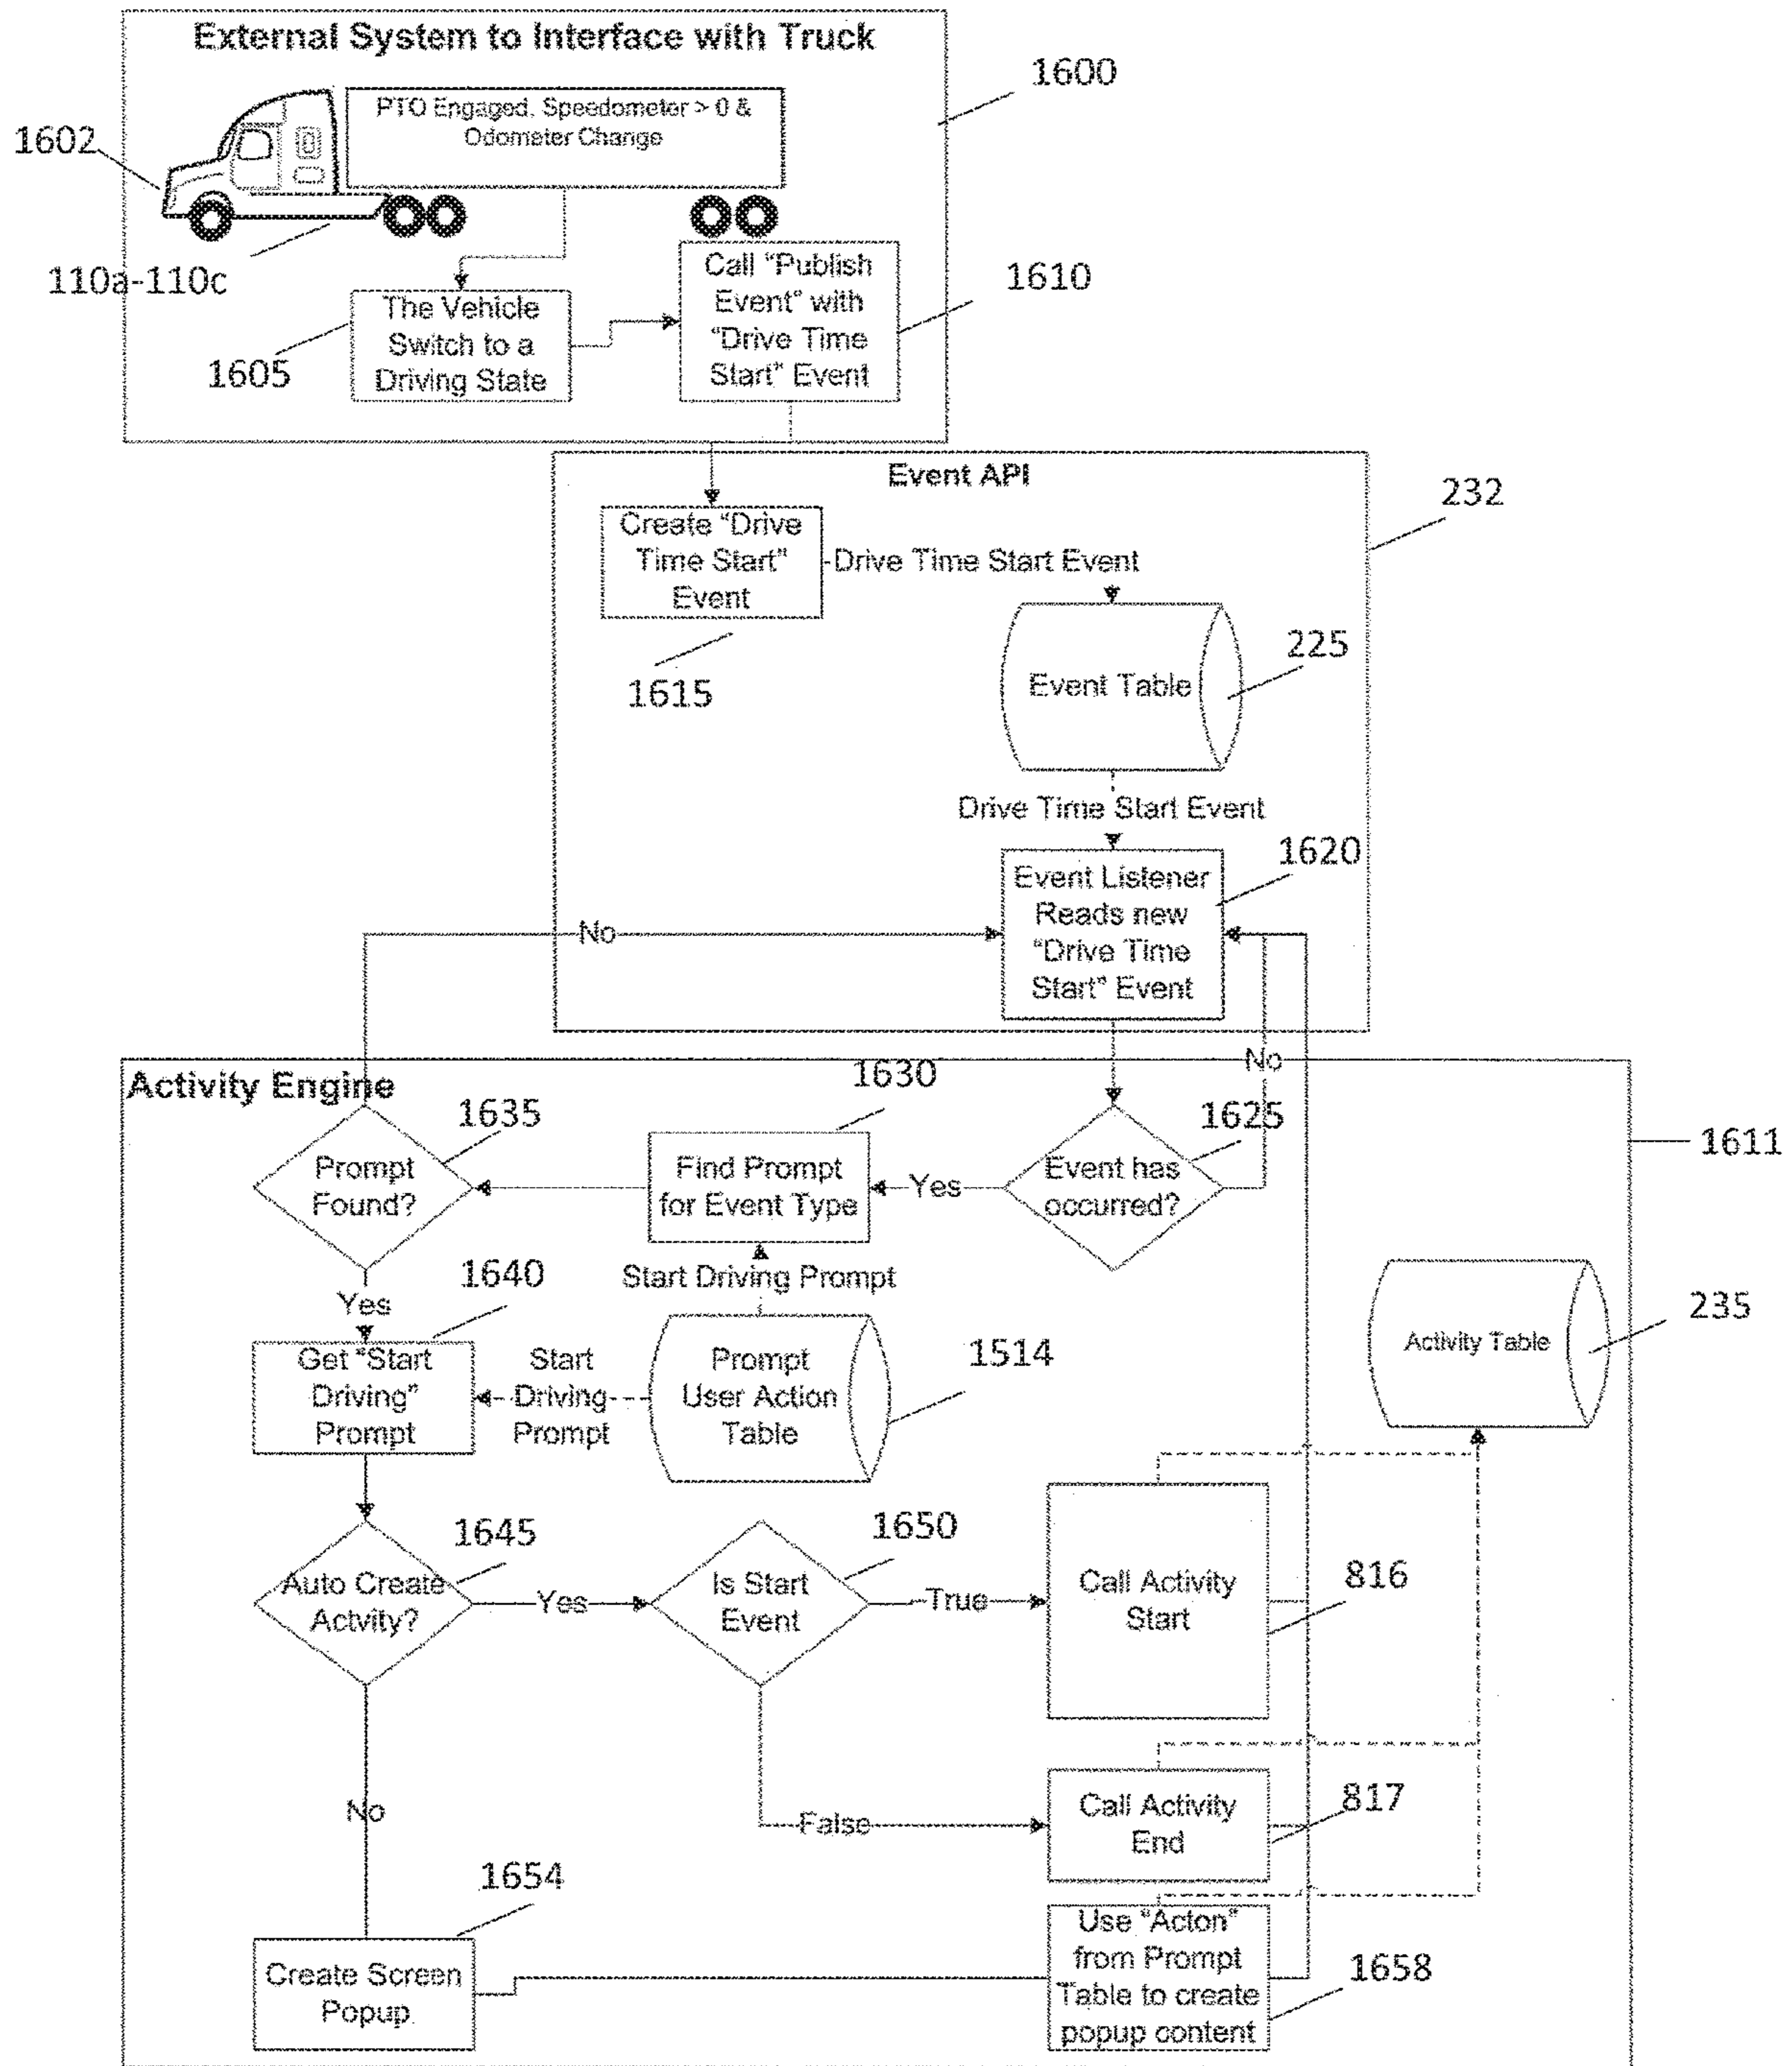 External System to Interface with Truck
1600
PTO Engaged, Speedometer > 0 &
Odometer Change
1602
110a-110c
Call "Publish
Event" with
"Drive Time
Start" Event
1610
The Vehicle
Switch to a
Driving State
1605
Event API
232
Create "Drive
Time Start"
Event
Drive Time Start Event
1615
225
Event Table
Drive Time Start Event
1620
Event Listener
Reads new
"Drive Time
Start" Event
No
No
Activity Engine
1630
1635
1625
1611
Prompt
Found?
Find Prompt
for Event Type
Yes
Event has
occurred?
Start Driving Prompt
1640
Yes
235
Activity Table
Get "Start
Driving"
Prompt
Start
Driving
Prompt
Prompt
User Action
Table
1514
1645
1650
Auto Create
Actvity?
Yes
Is Start
Event
True
Call Activity
Start
816
No
False
Call Activity
End
817
1654
Create Screen
Popup
Use "Acton"
from Prompt
Table to create
popup content
1658